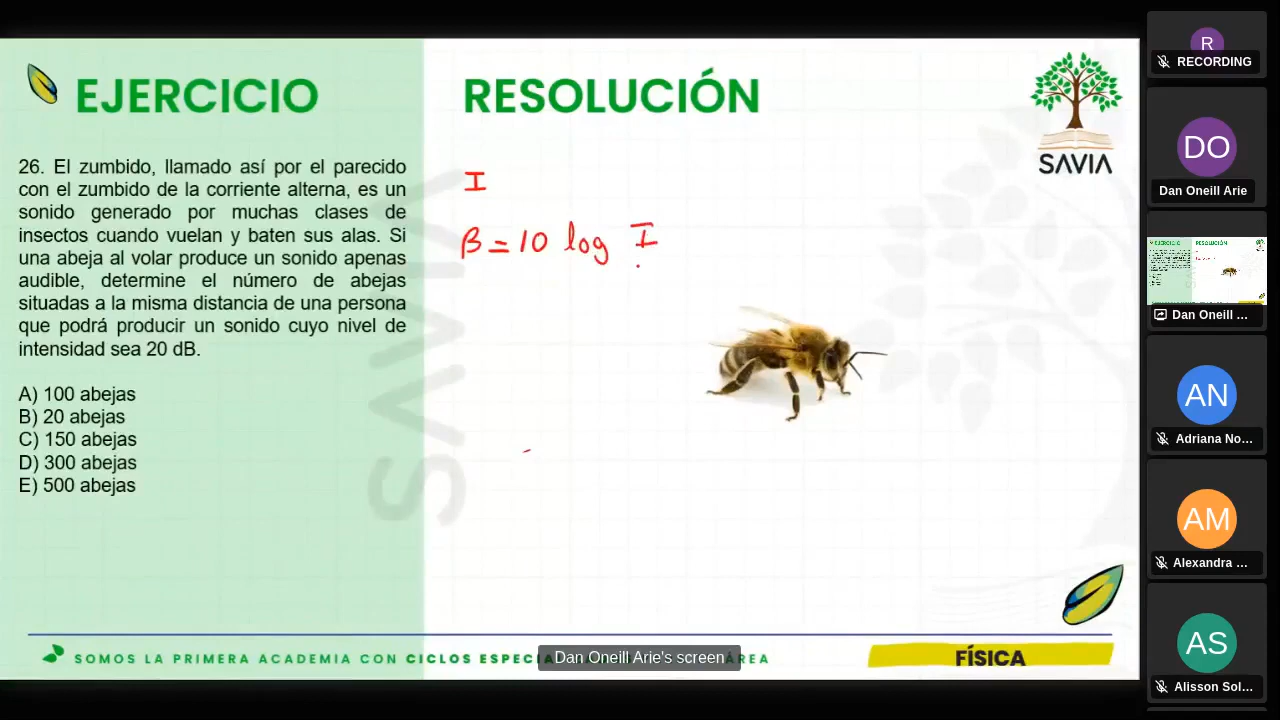 EJERCICIO
RESOLUCIÓN
SAVIA
26. El zumbido, llamado así por el parecido
con el zumbido de la corriente alterna, es un
sonido generado por muchas clases de
insectos cuando vuelan y baten sus alas. Si
una abeja al volar produce un sonido apenas
audible, determine el número de abejas
situadas a la misma distancia de una persona
que podrá producir un sonido cuyo nivel de
intensidad sea 20 dB.
A) 100 abejas
B) 20 abejas
C) 150 abejas
D) 300 abejas
E) 500 abejas
I
β = 10 log I
SAVIA
SOMOS LA PRIMERA ACADEMIA CON CICLOS ESPECI
ÁREA
Dan Oneill Arie's screen
FÍSICA
R
RECORDING
DO
Dan Oneill Arie
Dan Oneill ...
AN
Adriana No...
AM
Alexandra ...
AS
Alisson Sol...